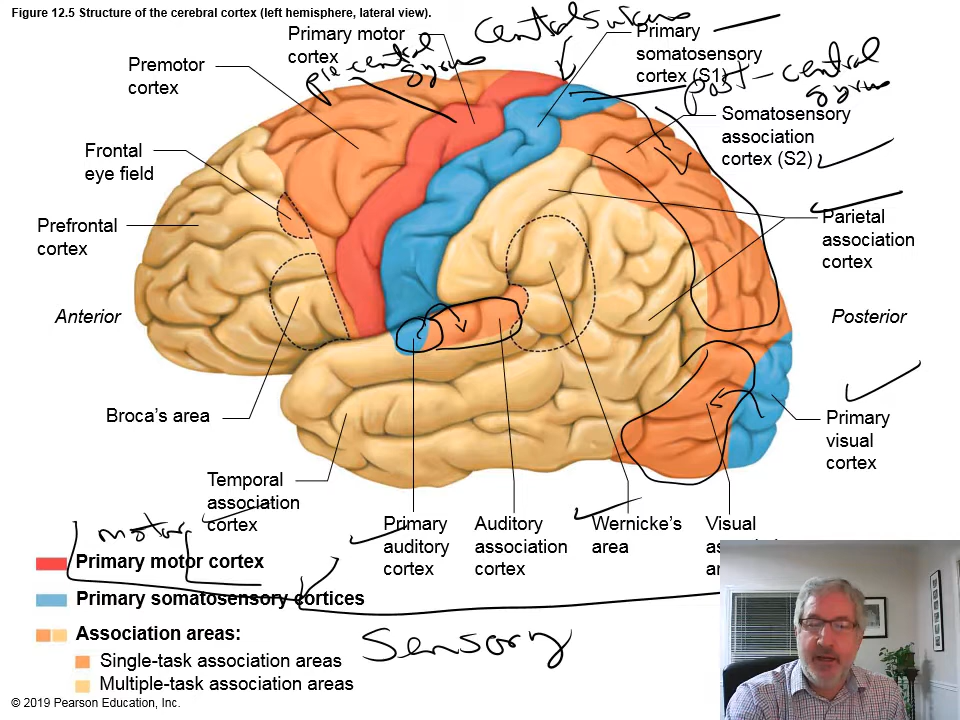 Figure 12.5 Structure of the cerebral cortex (left hemisphere, lateral view).
central sulcus
Primary motor
cortex
Primary
somatosensory
cortex (S1)
pre-central
gyrus
post-central
gyrus
Premotor
cortex
Somatosensory
association
cortex (S2)
Frontal
eye field
Prefrontal
cortex
Parietal
association
cortex
Anterior
Posterior
Broca's area
Primary
visual
cortex
Temporal
association
cortex
Primary
auditory
cortex
Auditory
association
cortex
Wernicke's
area
Visual
motor
Primary motor cortex
Primary somatosensory cortices
Association areas:
Sensory
Single-task association areas
Multiple-task association areas
© 2019 Pearson Education, Inc.